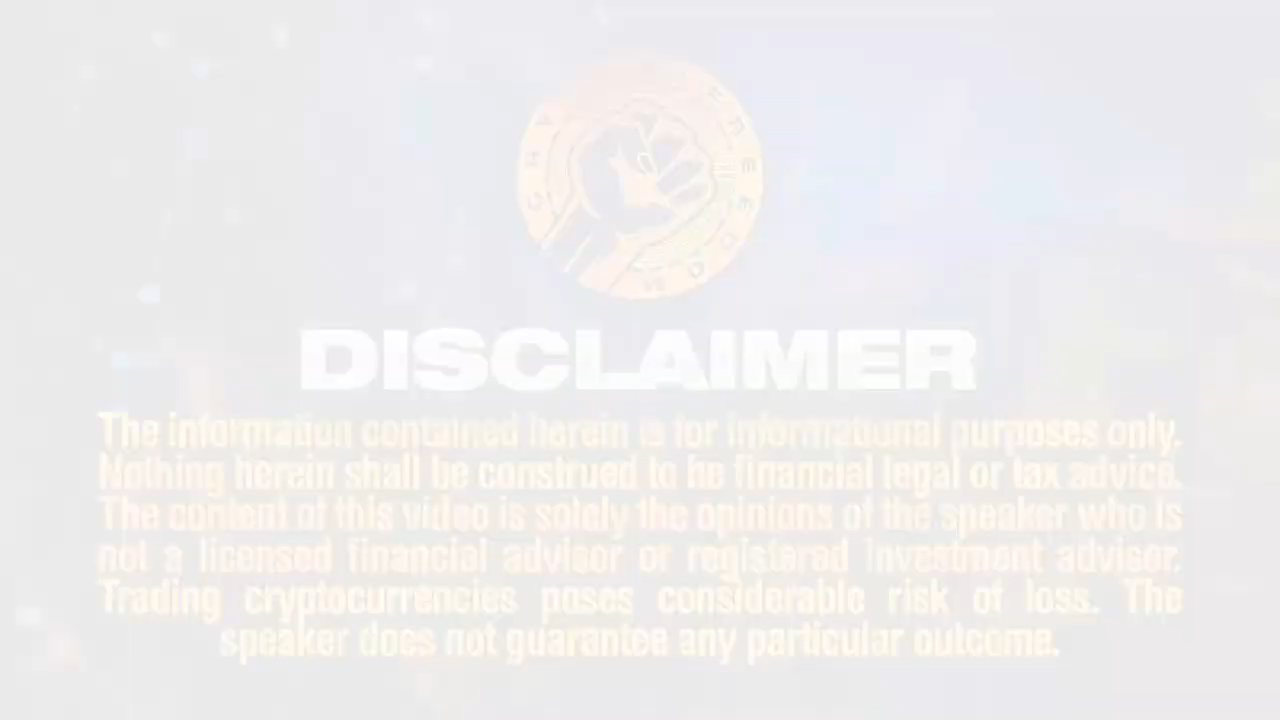 DISCLAIMER
The information contained herein is for informational purposes only.
Nothing herein shall be construed to be financial legal or tax advice.
The content of this video is solely the opinions of the speaker who is
not a licensed financial advisor or registered investment advisor.
Trading cryptocurrencies poses considerable risk of loss. The
speaker does not guarantee any particular outcome.